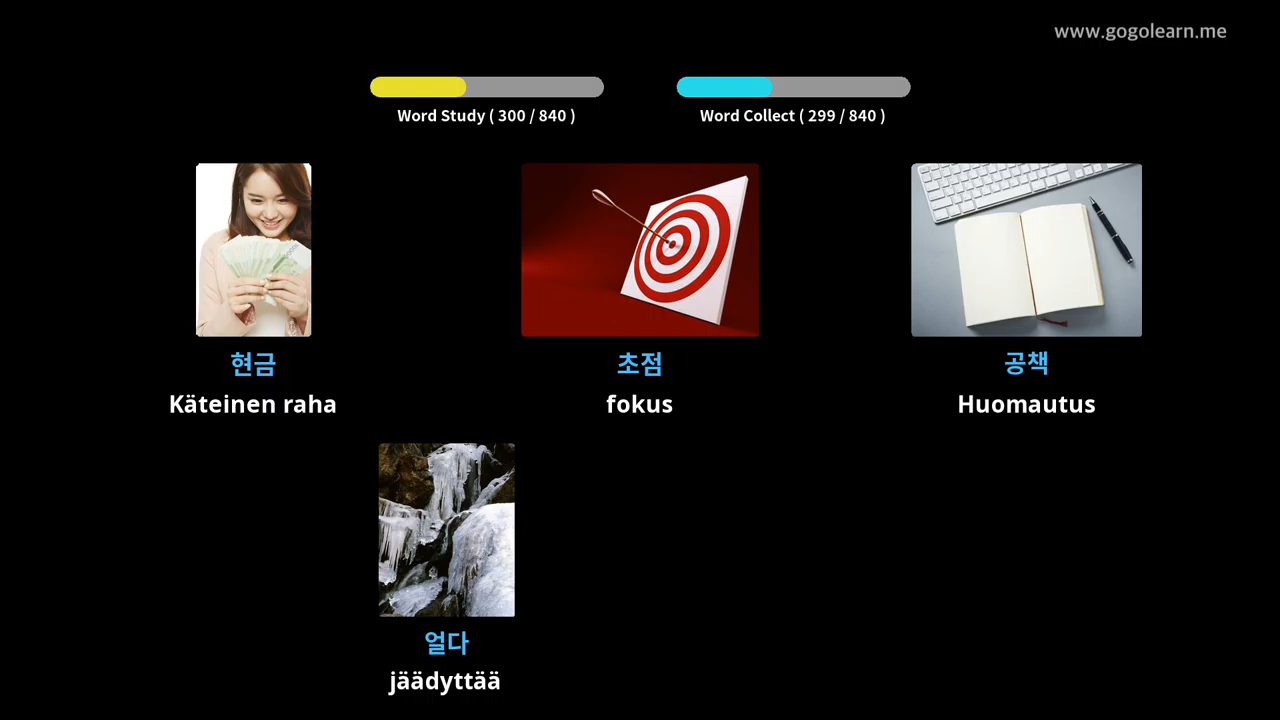 www.gogolearn.me
Word Study ( 300 / 840 )
Word Collect ( 299 / 840 )
현금
초점
공책
Käteinen raha
fokus
Huomautus
얼다
jäädyttää